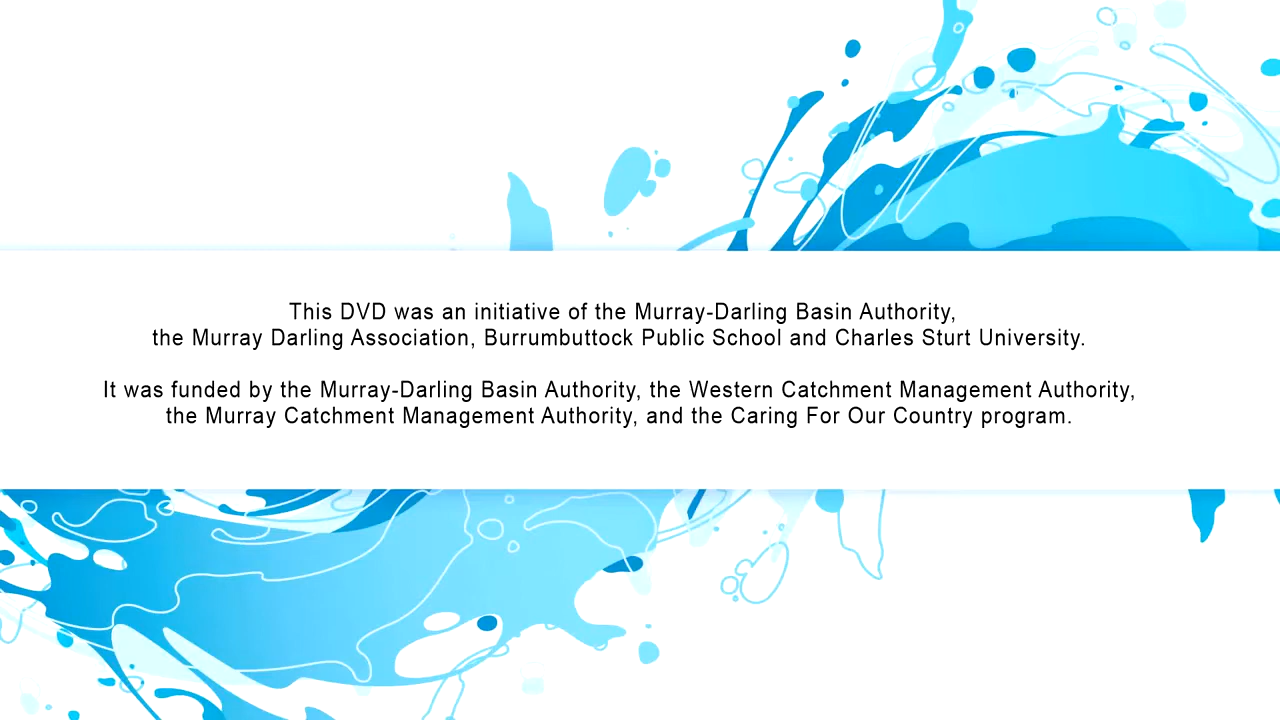 This DVD was an initiative of the Murray-Darling Basin Authority,
the Murray Darling Association, Burrumbuttock Public School and Charles Sturt University.
It was funded by the Murray-Darling Basin Authority, the Western Catchment Management Authority,
the Murray Catchment Management Authority, and the Caring For Our Country program.